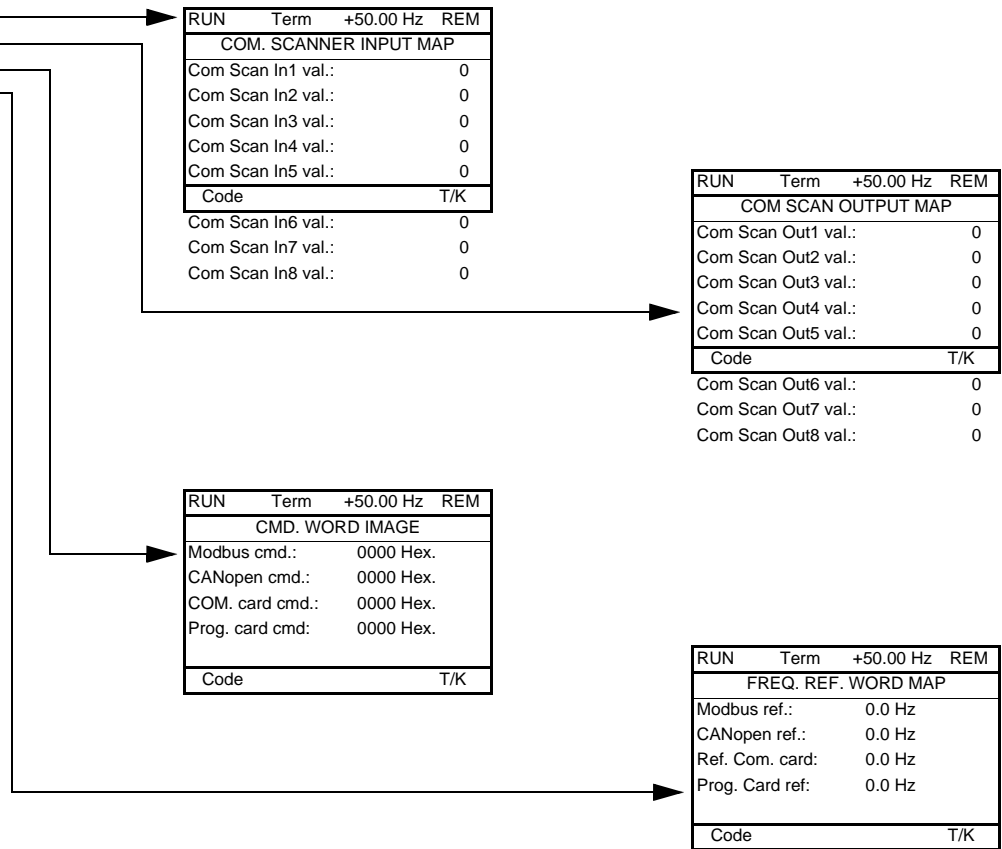 RUN Term +50.00 Hz REM
COM. SCANNER INPUT MAP
Com Scan In1 val.: 0
Com Scan In2 val.: 0
Com Scan In3 val.: 0
Com Scan In4 val.: 0
Com Scan In5 val.: 0
Code T/K
Com Scan In6 val.: 0
Com Scan In7 val.: 0
Com Scan In8 val.: 0
RUN Term +50.00 Hz REM
COM SCAN OUTPUT MAP
Com Scan Out1 val.: 0
Com Scan Out2 val.: 0
Com Scan Out3 val.: 0
Com Scan Out4 val.: 0
Com Scan Out5 val.: 0
Code T/K
Com Scan Out6 val.: 0
Com Scan Out7 val.: 0
Com Scan Out8 val.: 0
RUN Term +50.00 Hz REM
CMD. WORD IMAGE
Modbus cmd.: 0000 Hex.
CANopen cmd.: 0000 Hex.
COM. card cmd.: 0000 Hex.
Prog. card cmd: 0000 Hex.
Code T/K
RUN Term +50.00 Hz REM
FREQ. REF. WORD MAP
Modbus ref.: 0.0 Hz
CANopen ref.: 0.0 Hz
Ref. Com. card: 0.0 Hz
Prog. Card ref: 0.0 Hz
Code T/K